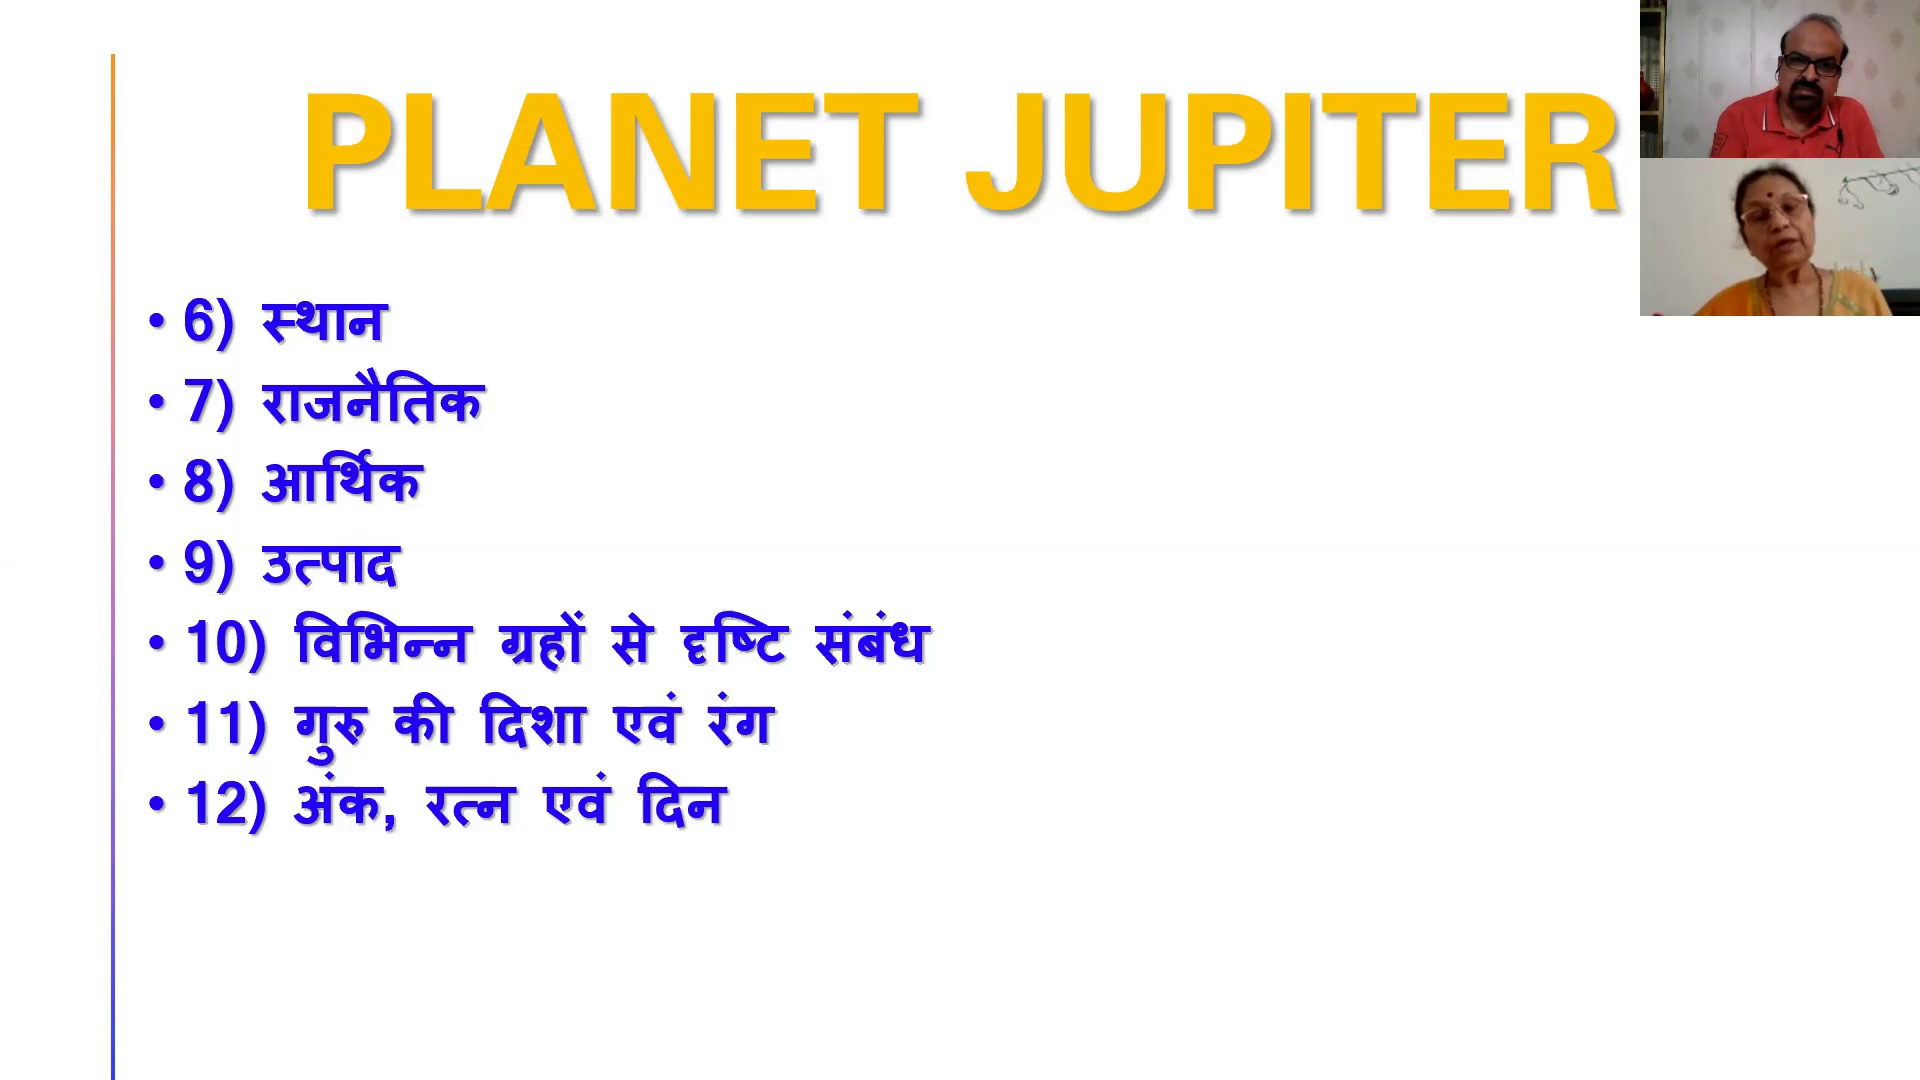 PLANET JUPITER
• 6) स्थान
• 7) राजनैतिक
• 8) आर्थिक
• 9) उत्पाद
• 10) विभिन्न ग्रहों से दृष्टि संबंध
• 11) गुरु की दिशा एवं रंग
• 12) अंक, रत्न एवं दिन